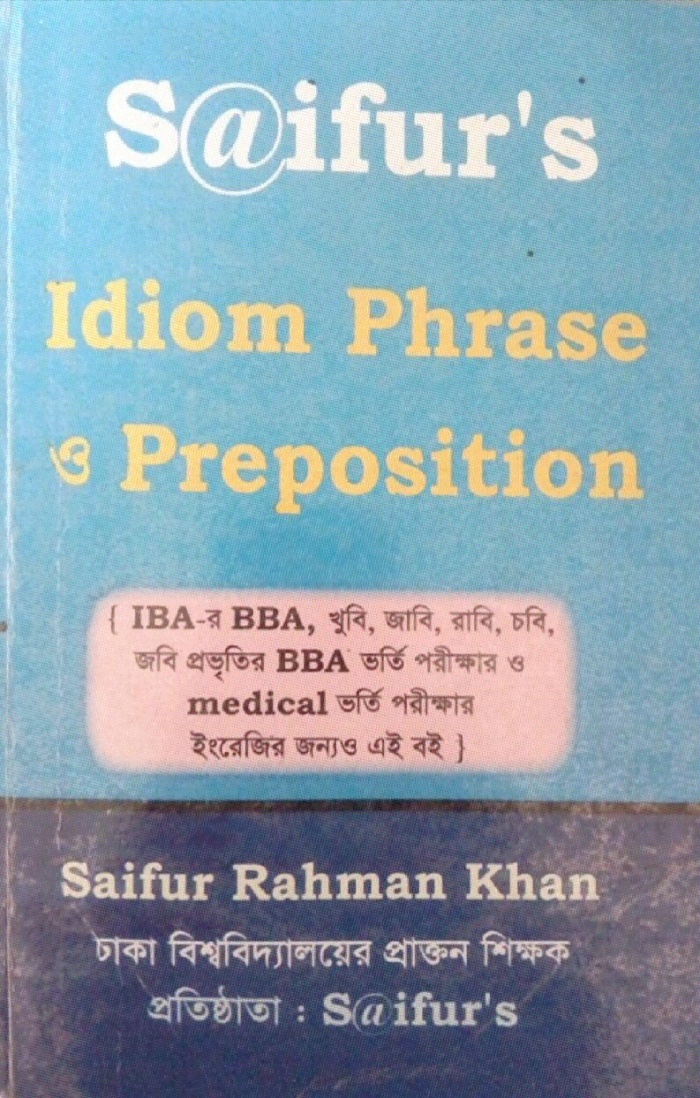 S@ifur's
Idiom Phrase
ও Preposition
{ IBA-র BBA, খুবি, জাবি, রাবি, চবি,
জবি প্রভৃতির BBA ভর্তি পরীক্ষার ও
medical ভর্তি পরীক্ষার
ইংরেজির জন্যও এই বই }
Saifur Rahman Khan
ঢাকা বিশ্ববিদ্যালয়ের প্রাক্তন শিক্ষক
প্রতিষ্ঠাতা : S@ifur's